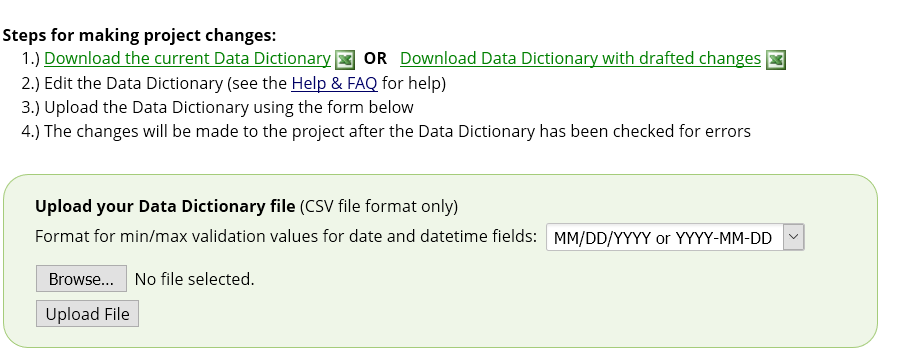 Steps for making project changes:
1.) Download the current Data Dictionary OR Download Data Dictionary with drafted changes
2.) Edit the Data Dictionary (see the Help & FAQ for help)
3.) Upload the Data Dictionary using the form below
4.) The changes will be made to the project after the Data Dictionary has been checked for errors
Upload your Data Dictionary file (CSV file format only)
Format for min/max validation values for date and datetime fields: MM/DD/YYYY or YYYY-MM-DD
Browse... No file selected.
Upload File